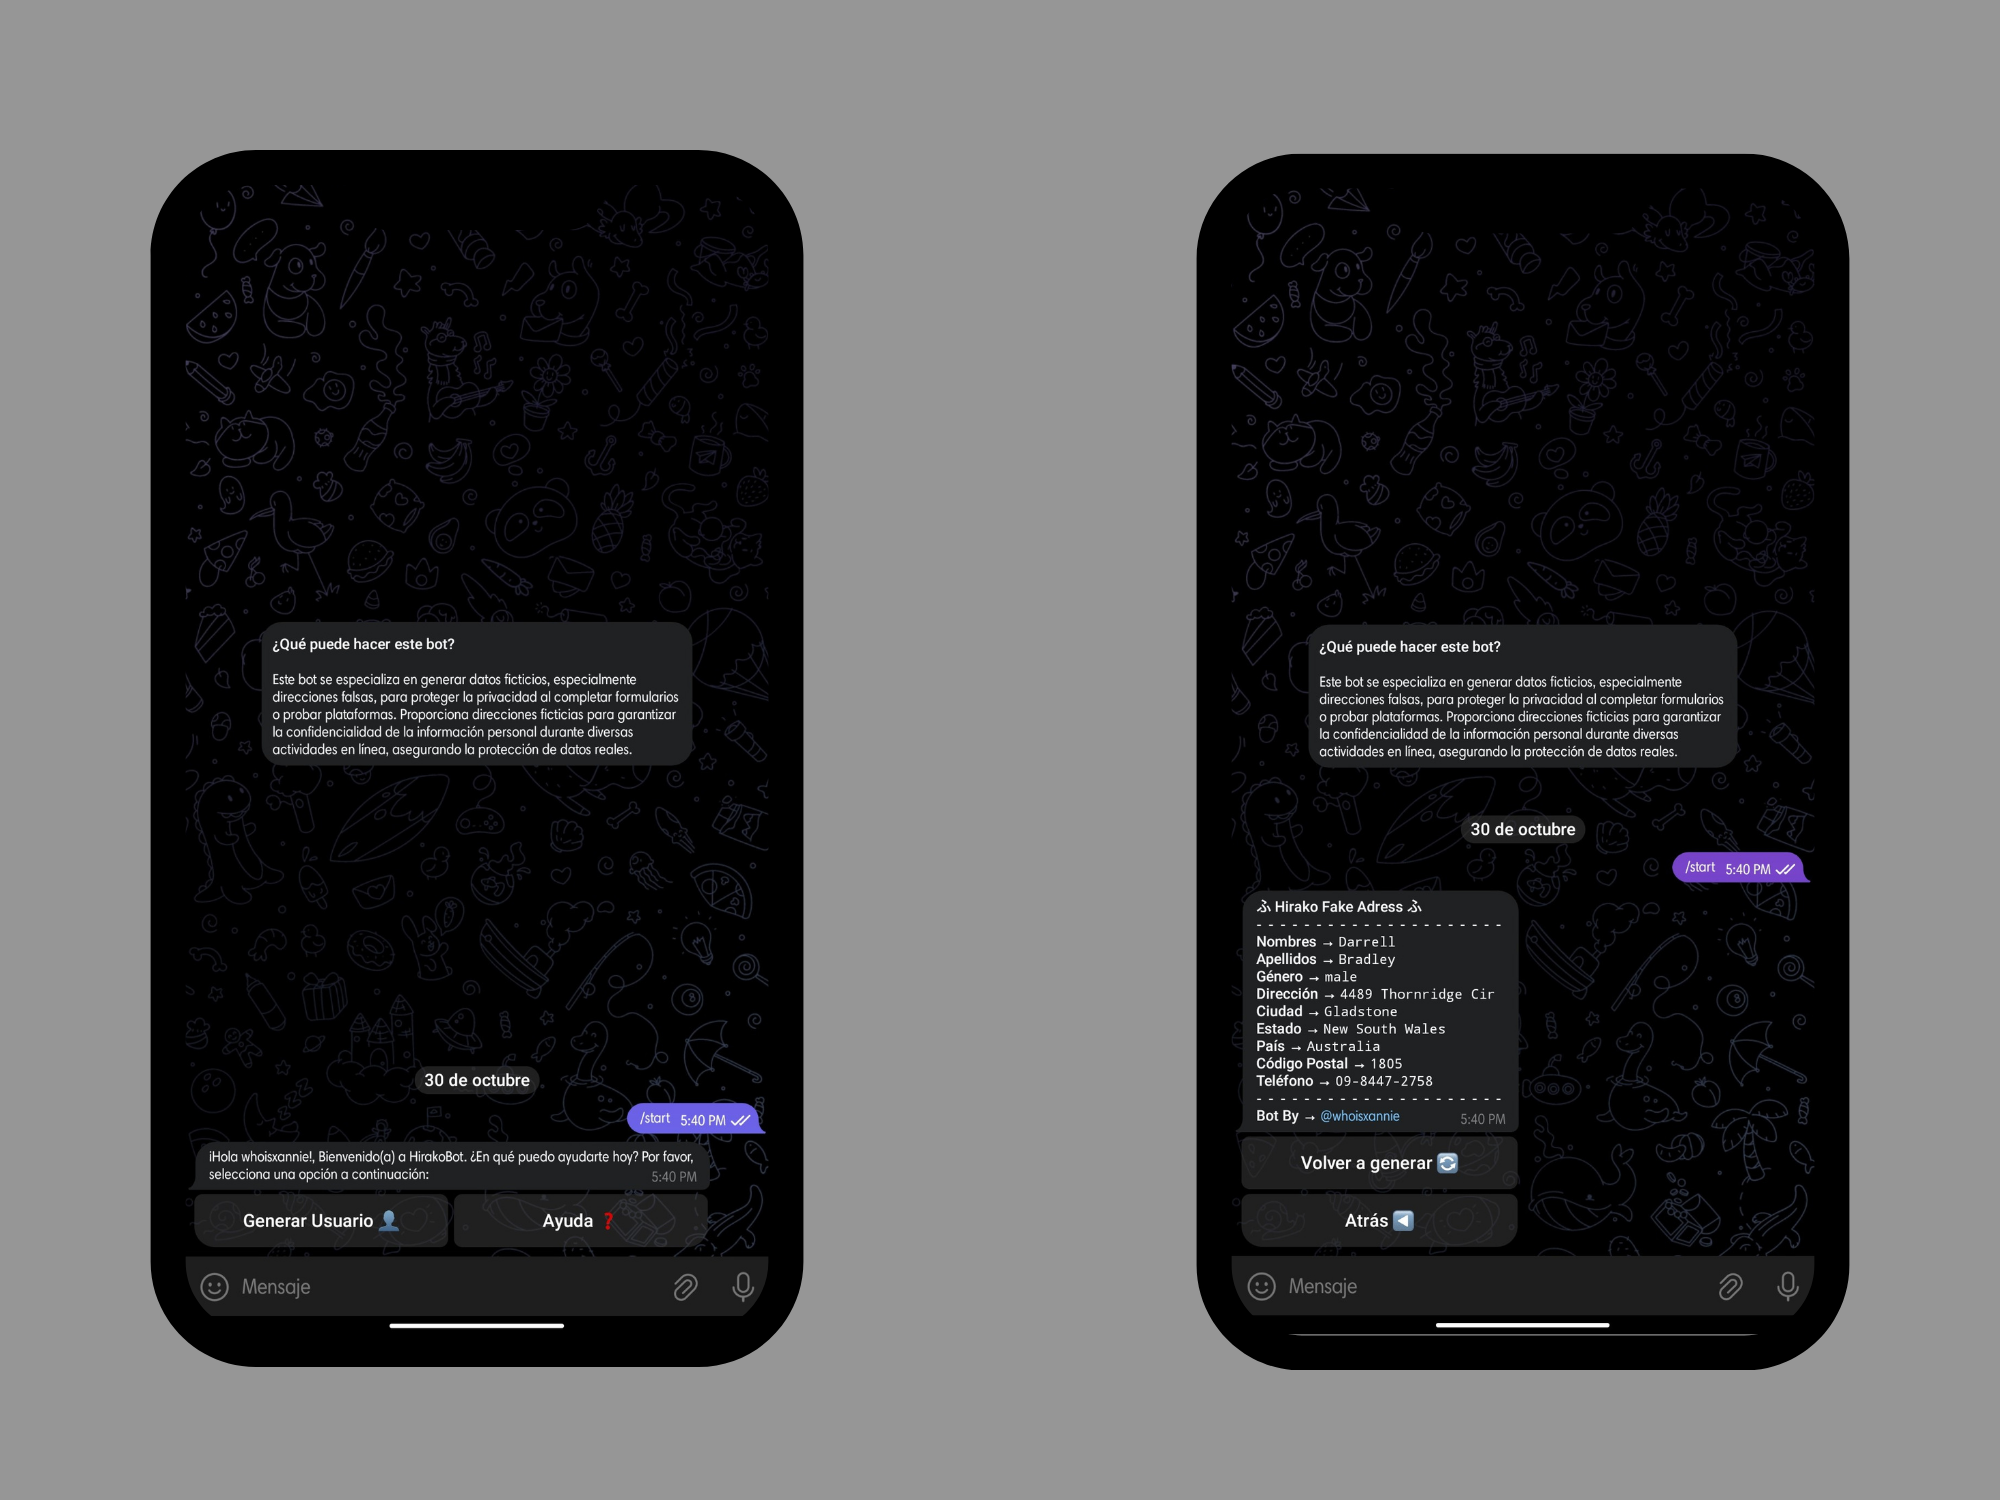 ¿Qué puede hacer este bot?
Este bot se especializa en generar datos ficticios, especialmente
direcciones falsas, para proteger la privacidad al completar formularios
o probar plataformas. Proporciona direcciones ficticias para garantizar
la confidencialidad de la información personal durante diversas
actividades en línea, asegurando la protección de datos reales.
30 de octubre
/start 5:40 PM
¡Hola whoisxannie!, Bienvenido(a) a HirakoBot. ¿En qué puedo ayudarte hoy? Por favor,
selecciona una opción a continuación:
5:40 PM
Generar Usuario 👤
Ayuda ❓
Mensaje
¿Qué puede hacer este bot?
Este bot se especializa en generar datos ficticios, especialmente
direcciones falsas, para proteger la privacidad al completar formularios
o probar plataformas. Proporciona direcciones ficticias para garantizar
la confidencialidad de la información personal durante diversas
actividades en línea, asegurando la protección de datos reales.
30 de octubre
/start 5:40 PM
ふ Hirako Fake Adress ふ
- - - - - - - - - - - - - - - - - - - - -
Nombres → Darrell
Apellidos → Bradley
Género → male
Dirección → 4489 Thornridge Cir
Ciudad → Gladstone
Estado → New South Wales
País → Australia
Código Postal → 1805
Teléfono → 09-8447-2758
- - - - - - - - - - - - - - - - - - - - -
Bot By → @whoisxannie 5:40 PM
Volver a generar 🔄
Atrás ◀️
Mensaje